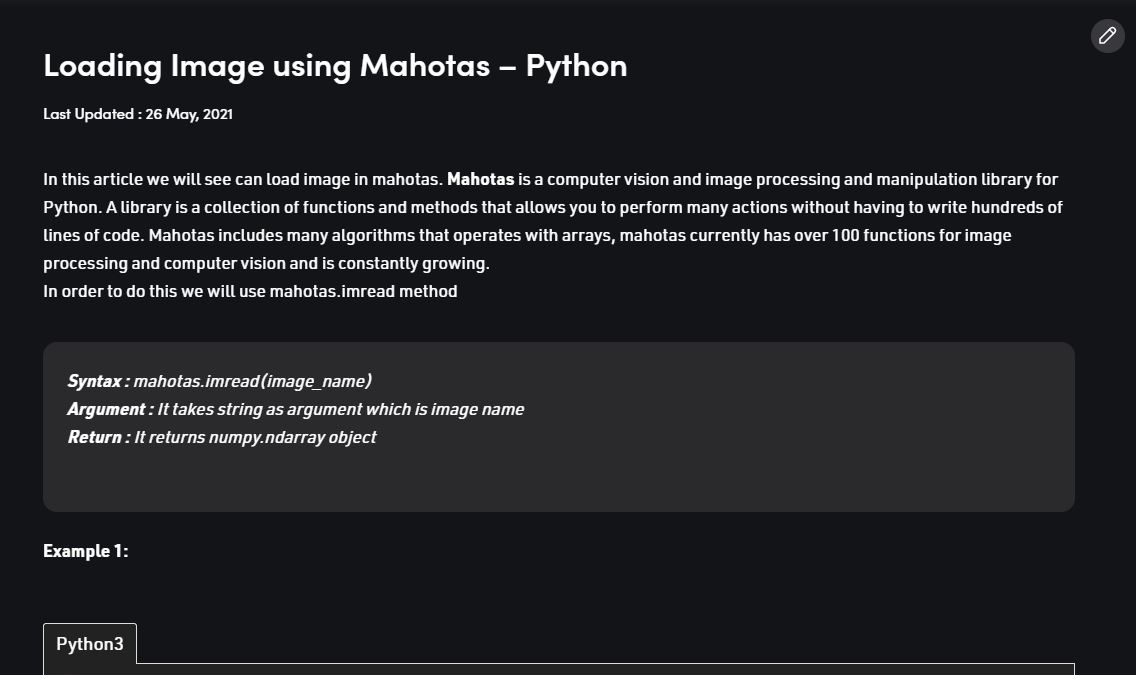 Loading Image using Mahotas – Python
Last Updated : 26 May, 2021
In this article we will see can load image in mahotas. Mahotas is a computer vision and image processing and manipulation library for
Python. A library is a collection of functions and methods that allows you to perform many actions without having to write hundreds of
lines of code. Mahotas includes many algorithms that operates with arrays, mahotas currently has over 100 functions for image
processing and computer vision and is constantly growing.
In order to do this we will use mahotas.imread method
Syntax : mahotas.imread(image_name)
Argument : It takes string as argument which is image name
Return : It returns numpy.ndarray object
Example 1:
Python3